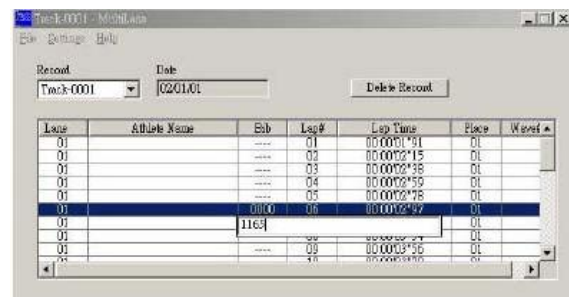 Track-0001 - MultiLane
File Settings Help
Record Date
Track-0001 02/01/01 Delete Record
Lane Athlete Name Bib Lap# Lap Time Place
01 ---- 01 00:00'01"91 01
01 ---- 02 00:00'02"15 01
01 ---- 03 00:00'02"38 01
01 ---- 04 00:00'02"59 01
01 ---- 05 00:00'02"78 01
01 0000 06 00:00'02"97 01
01 1165 01
01 01
01 ---- 09 00:00'03"56 01